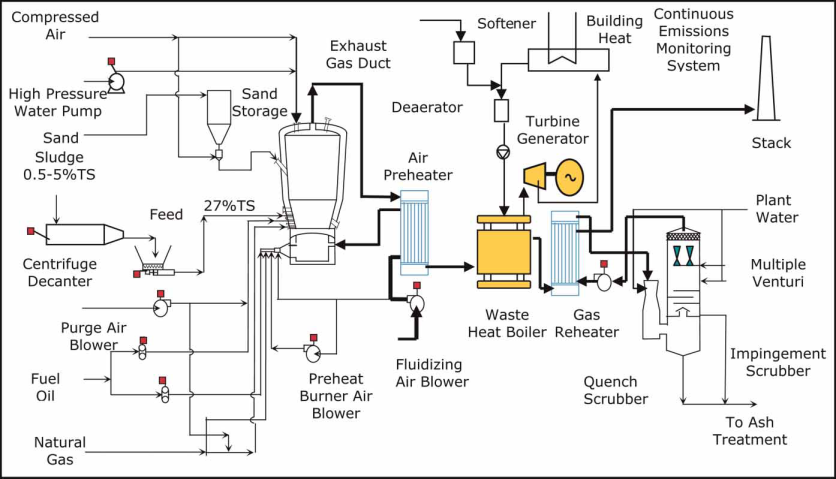 Compressed
Air
High Pressure
Water Pump
Sand
Sludge
0.5-5%TS
Sand
Storage
Exhaust
Gas Duct
Softener
Building
Heat
Continuous
Emissions
Monitoring
System
Deaerator
Turbine
Generator
Stack
Air
Preheater
27%TS
Feed
Centrifuge
Decanter
Plant
Water
Multiple
Venturi
Purge Air
Blower
Waste
Heat Boiler
Gas
Reheater
Fluidizing
Air Blower
Preheat
Burner Air
Blower
Fuel
Oil
Quench
Scrubber
Impingement
Scrubber
To Ash
Treatment
Natural
Gas